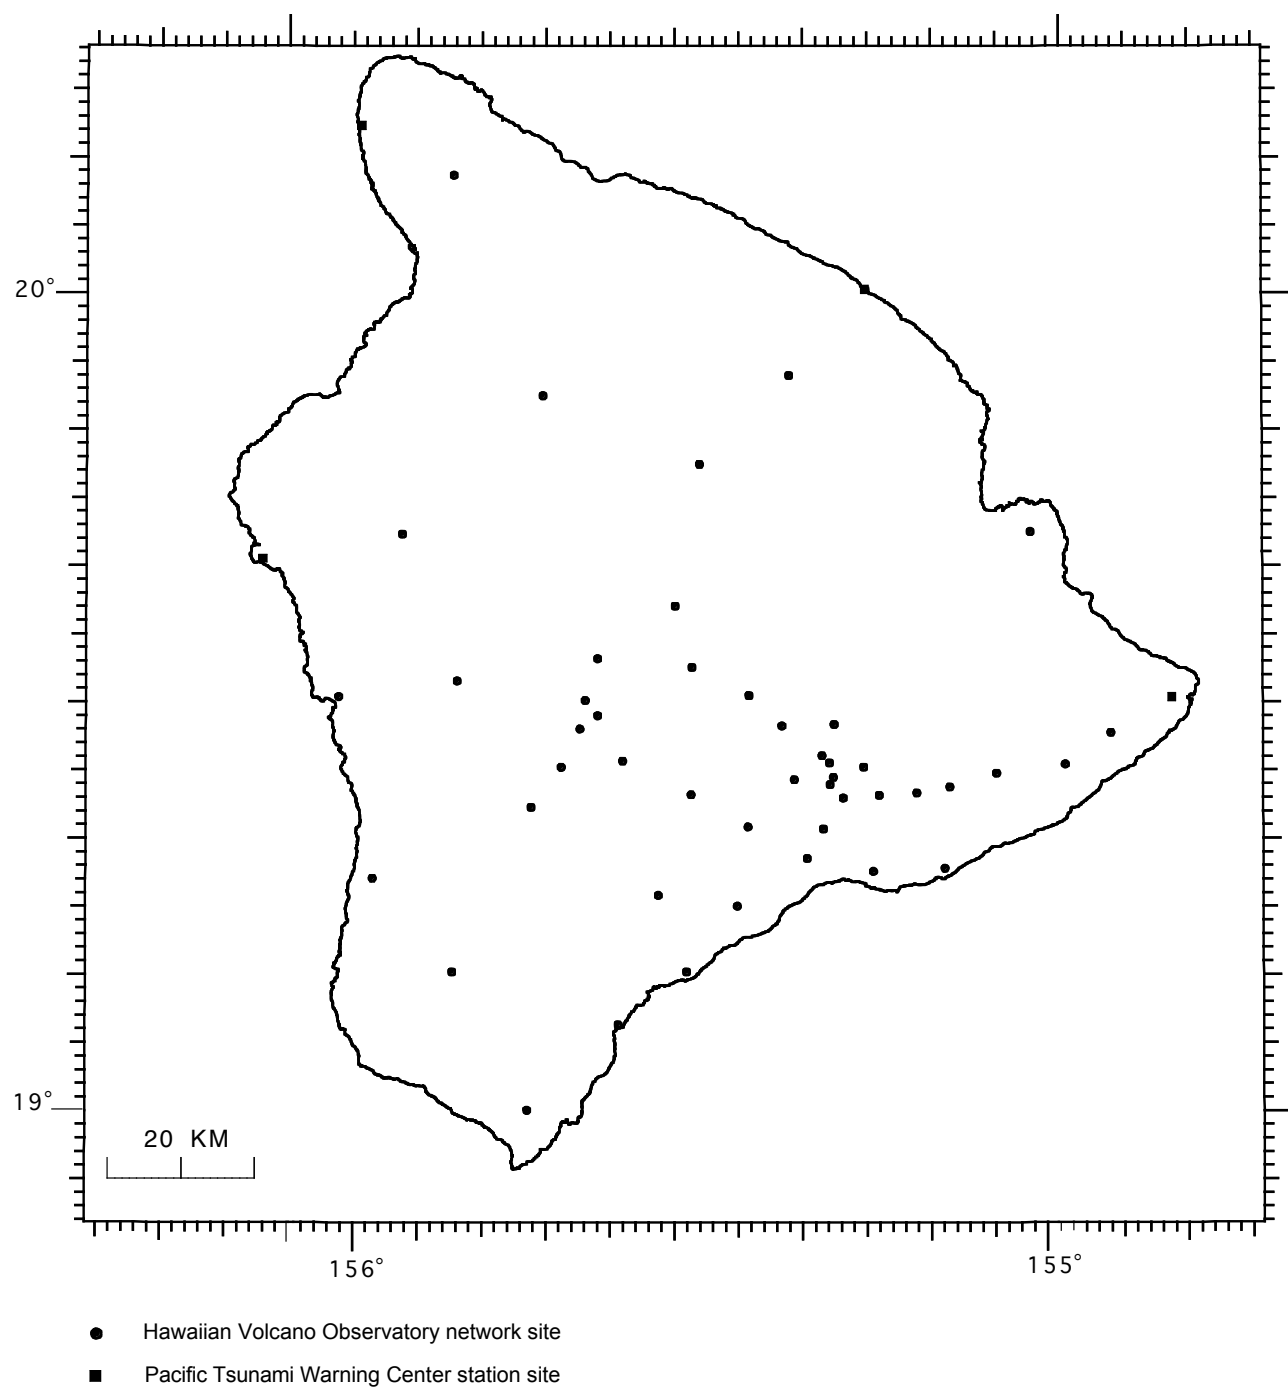 20°
19°
20 KM
156°
155°
Hawaiian Volcano Observatory network site
Pacific Tsunami Warning Center station site